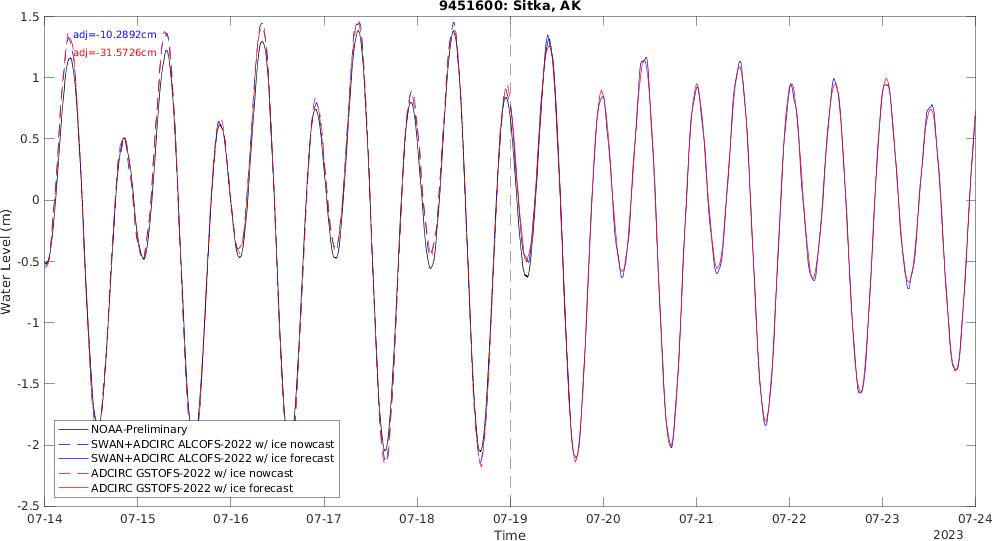 9451600: Sitka, AK
adj=-10.2892cm
adj=-31.5726cm
Water Level (m)
1.5
1
0.5
0
-0.5
-1
-1.5
-2
-2.5
NOAA-Preliminary
SWAN+ADCIRC ALCOFS-2022 w/ ice nowcast
SWAN+ADCIRC ALCOFS-2022 w/ ice forecast
ADCIRC GSTOFS-2022 w/ ice nowcast
ADCIRC GSTOFS-2022 w/ ice forecast
07-14 07-15 07-16 07-17 07-18 07-19 07-20 07-21 07-22 07-23 07-24
Time
2023